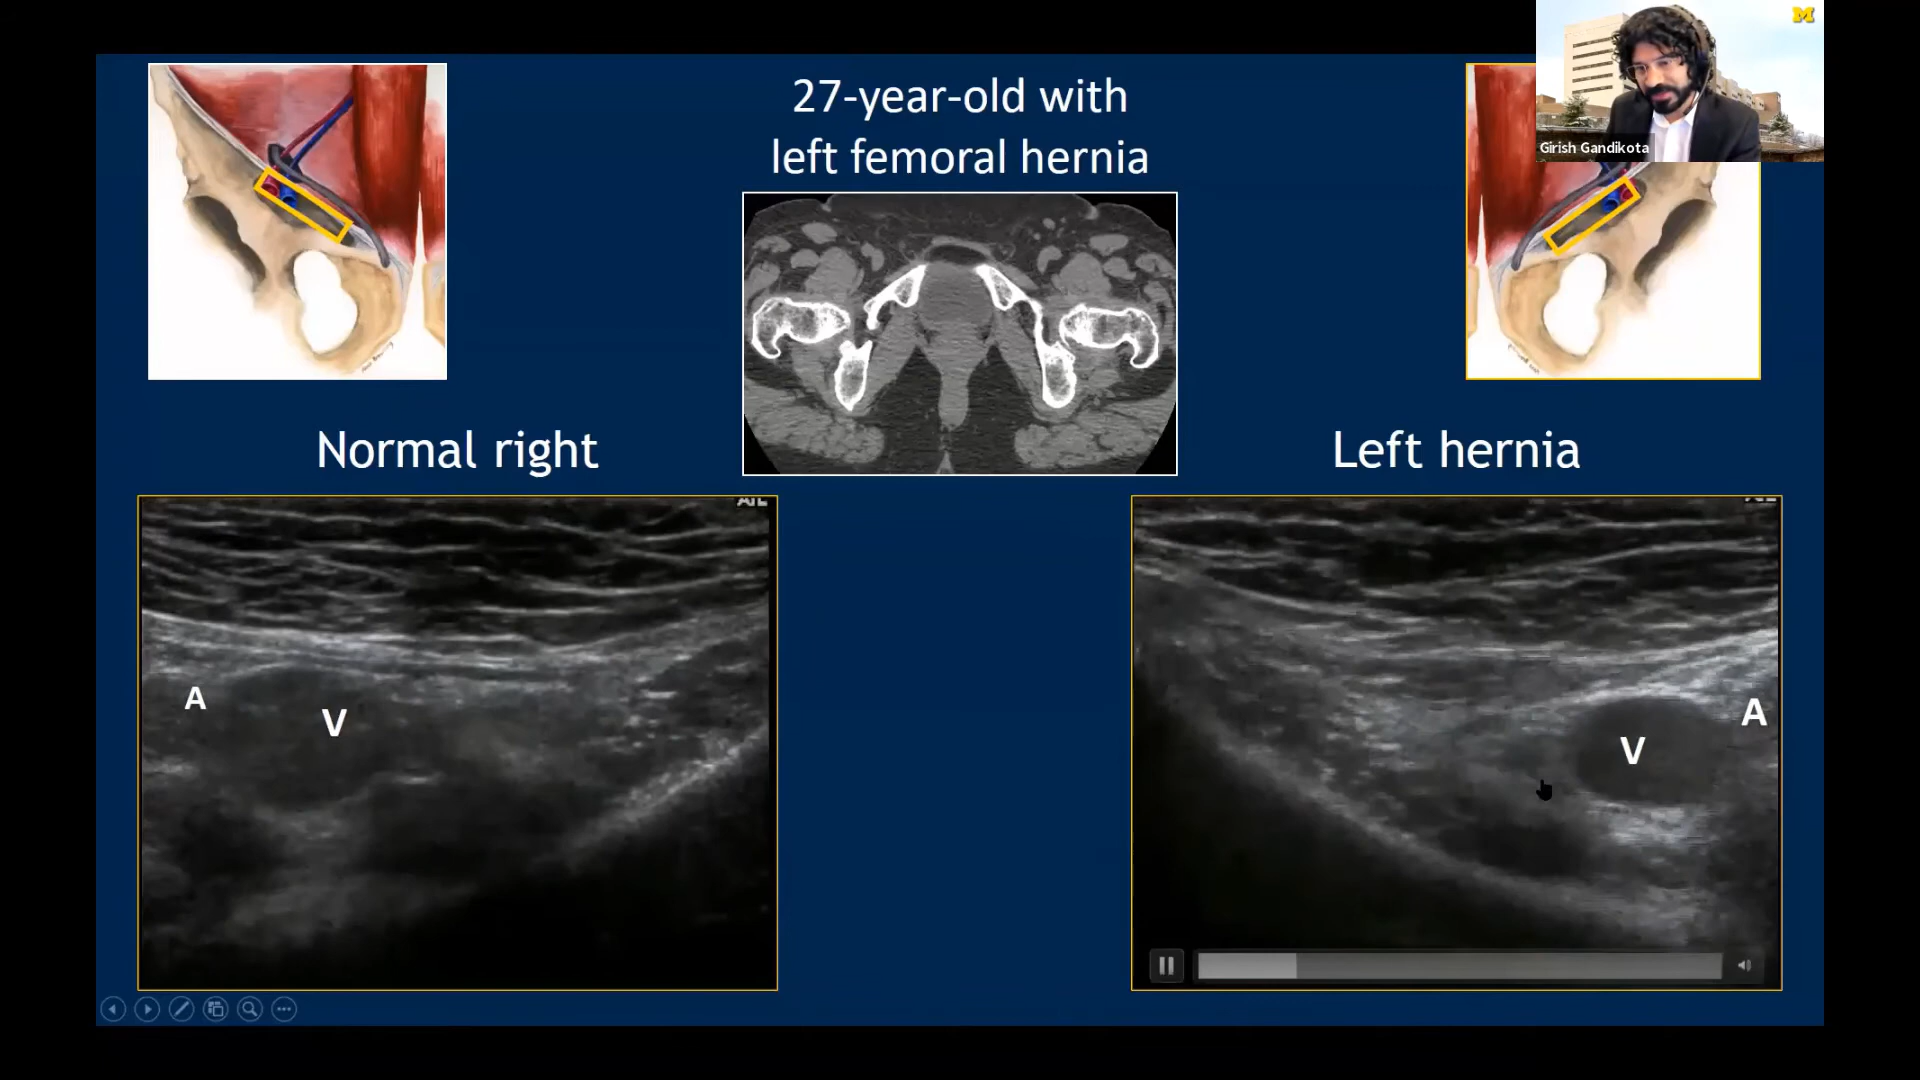 M
27-year-old with
left femoral hernia
Girish Gandikota
Normal right
Left hernia
A
V
V
A